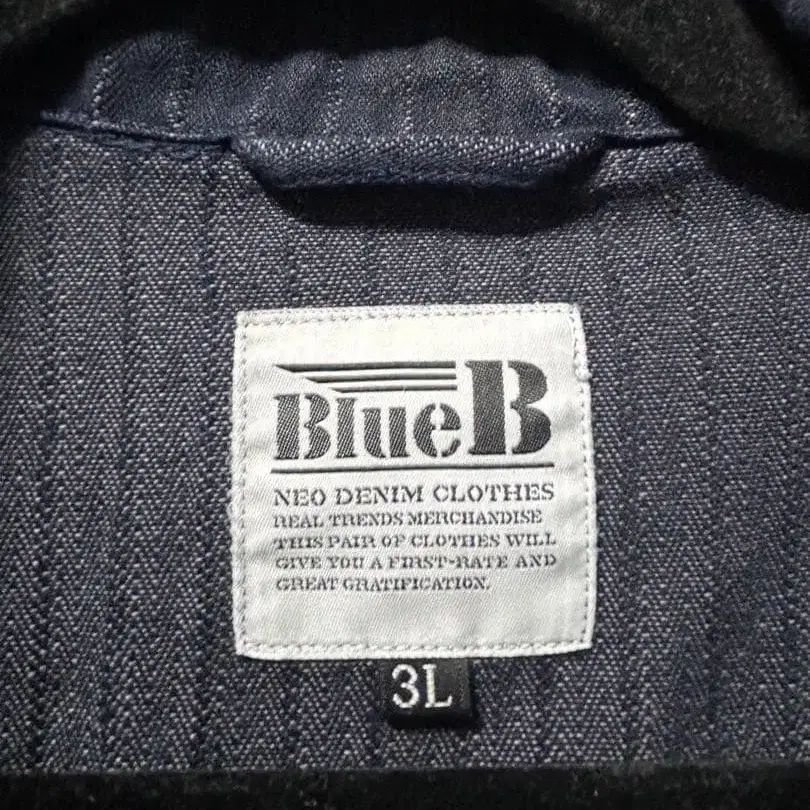 BlueB
NEO DENIM CLOTHES
REAL TRENDS MERCHANDISE
THIS PAIR OF CLOTHES WILL
GIVE YOU A FIRST-RATE AND
GREAT GRATIFICATION.
3L